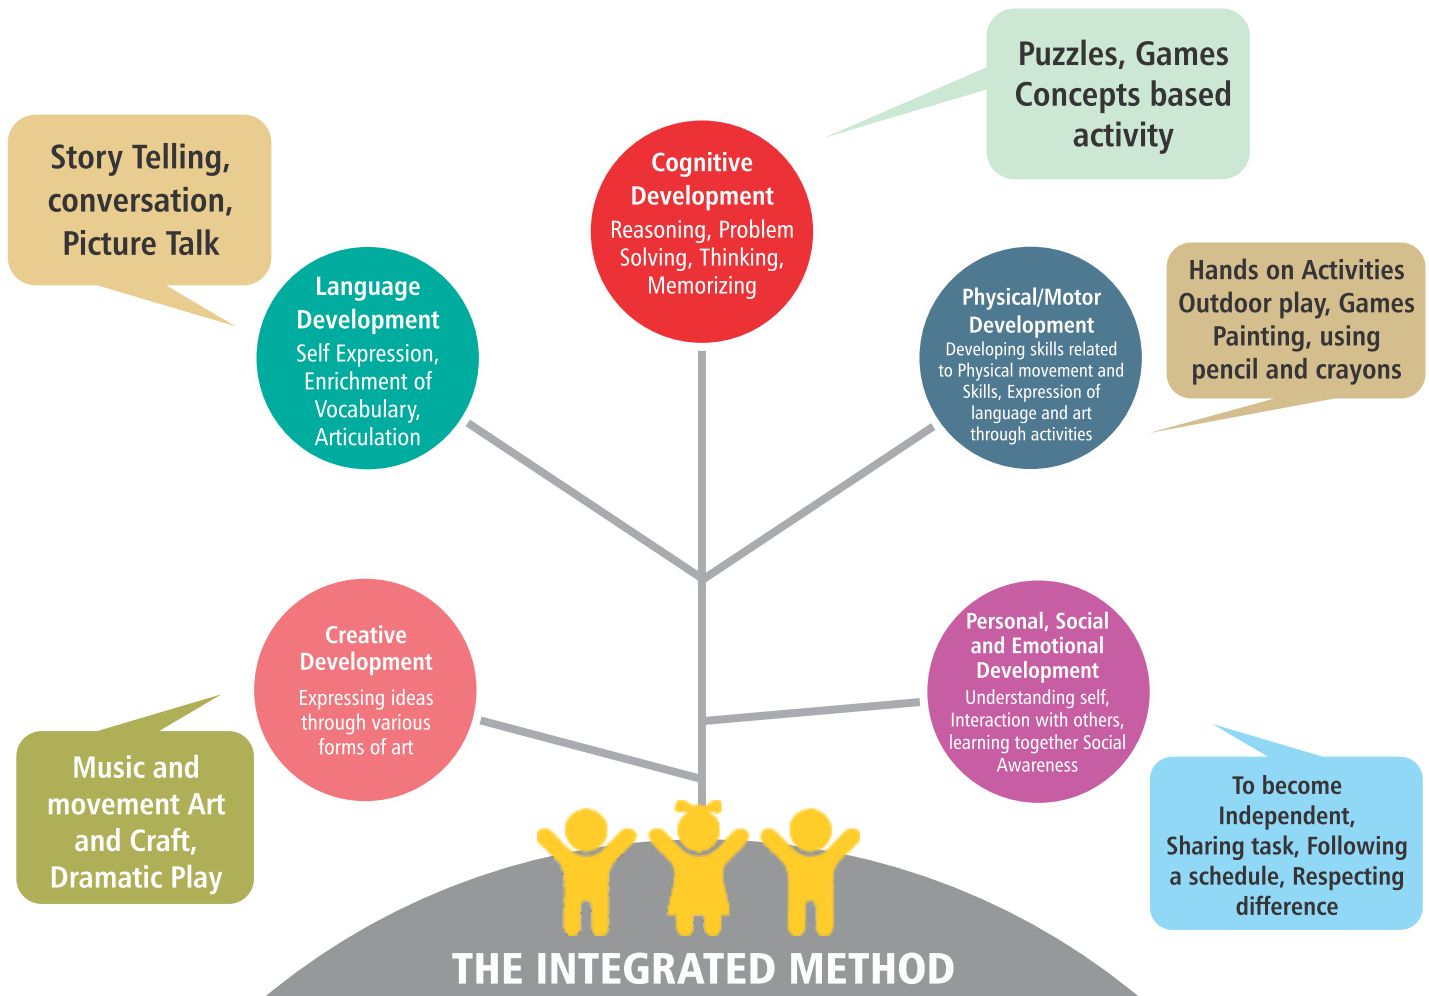 Puzzles, Games
Concepts based
activity
Story Telling,
conversation,
Picture Talk
Cognitive
Development
Reasoning, Problem
Solving, Thinking,
Memorizing
Language
Development
Self Expression,
Enrichment of
Vocabulary,
Articulation
Physical/Motor
Development
Developing skills related
to Physical movement and
Skills, Expression of
language and art
through activities
Hands on Activities
Outdoor play, Games
Painting, using
pencil and crayons
Creative
Development
Expressing ideas
through various
forms of art
Personal, Social
and Emotional
Development
Understanding self,
Interaction with others,
learning together Social
Awareness
Music and
movement Art
and Craft,
Dramatic Play
To become
Independent,
Sharing task, Following
a schedule, Respecting
difference
THE INTEGRATED METHOD